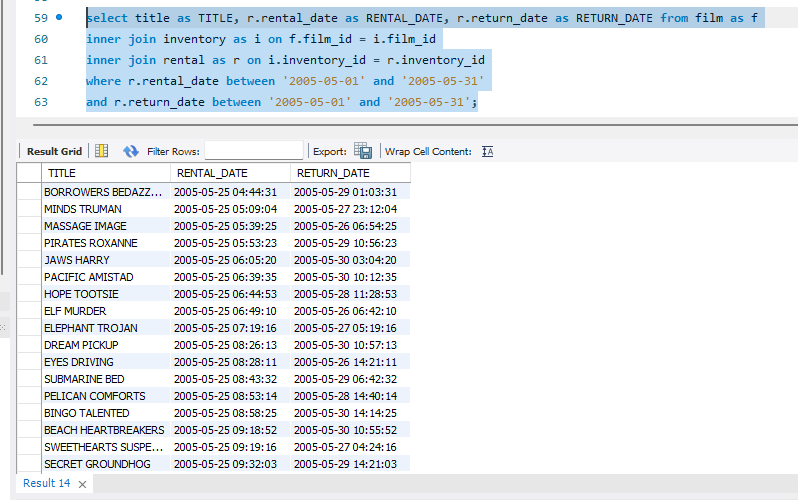 59 select title as TITLE, r.rental_date as RENTAL_DATE, r.return_date as RETURN_DATE from film as f
60 inner join inventory as i on f.film_id = i.film_id
61 inner join rental as r on i.inventory_id = r.inventory_id
62 where r.rental_date between '2005-05-01' and '2005-05-31'
63 and r.return_date between '2005-05-01' and '2005-05-31';
Result Grid Filter Rows: Export: Wrap Cell Content: IA
TITLE RENTAL_DATE RETURN_DATE
BORROWERS BEDAZZ... 2005-05-25 04:44:31 2005-05-29 01:03:31
MINDS TRUMAN 2005-05-25 05:09:04 2005-05-27 23:12:04
MASSAGE IMAGE 2005-05-25 05:39:25 2005-05-26 06:54:25
PIRATES ROXANNE 2005-05-25 05:53:23 2005-05-29 10:56:23
JAWS HARRY 2005-05-25 06:05:20 2005-05-30 03:04:20
PACIFIC AMISTAD 2005-05-25 06:39:35 2005-05-30 10:12:35
HOPE TOOTSIE 2005-05-25 06:44:53 2005-05-28 11:28:53
ELF MURDER 2005-05-25 06:49:10 2005-05-26 06:42:10
ELEPHANT TROJAN 2005-05-25 07:19:16 2005-05-27 05:19:16
DREAM PICKUP 2005-05-25 08:26:13 2005-05-30 10:57:13
EYES DRIVING 2005-05-25 08:28:11 2005-05-26 14:21:11
SUBMARINE BED 2005-05-25 08:43:32 2005-05-29 06:42:32
PELICAN COMFORTS 2005-05-25 08:53:14 2005-05-28 14:40:14
BINGO TALENTED 2005-05-25 08:58:25 2005-05-30 14:14:25
BEACH HEARTBREAKERS 2005-05-25 09:18:52 2005-05-30 10:55:52
SWEETHEARTS SUSPE... 2005-05-25 09:19:16 2005-05-27 04:24:16
SECRET GROUNDHOG 2005-05-25 09:32:03 2005-05-29 14:21:03
Result 14